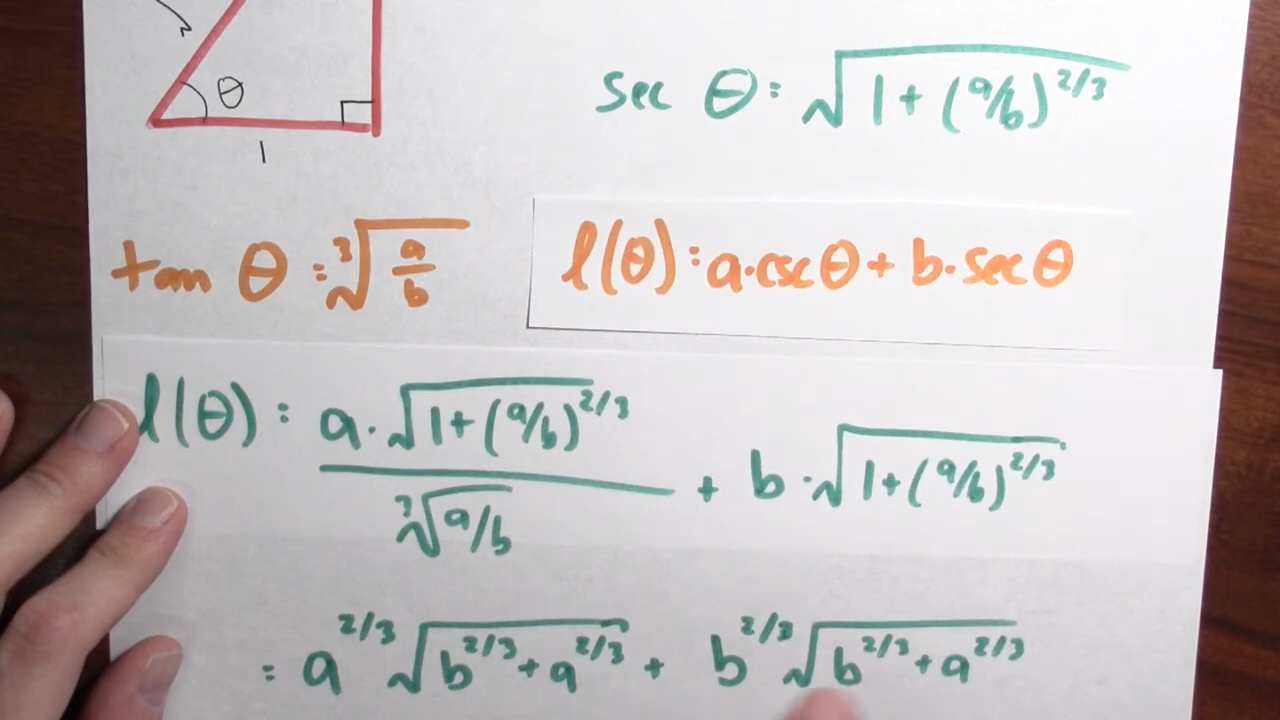 θ
1
sec θ = √(1 + (a/b)^2/3)
tan θ = ∛(a/b)
l(θ) = a·csc θ + b·sec θ
l(θ) = a·√(1 + (a/b)^2/3) / ∛(a/b) + b·√(1 + (a/b)^2/3)
= a^2/3 √(b^2/3 + a^2/3) + b^2/3 √(b^2/3 + a^2/3)